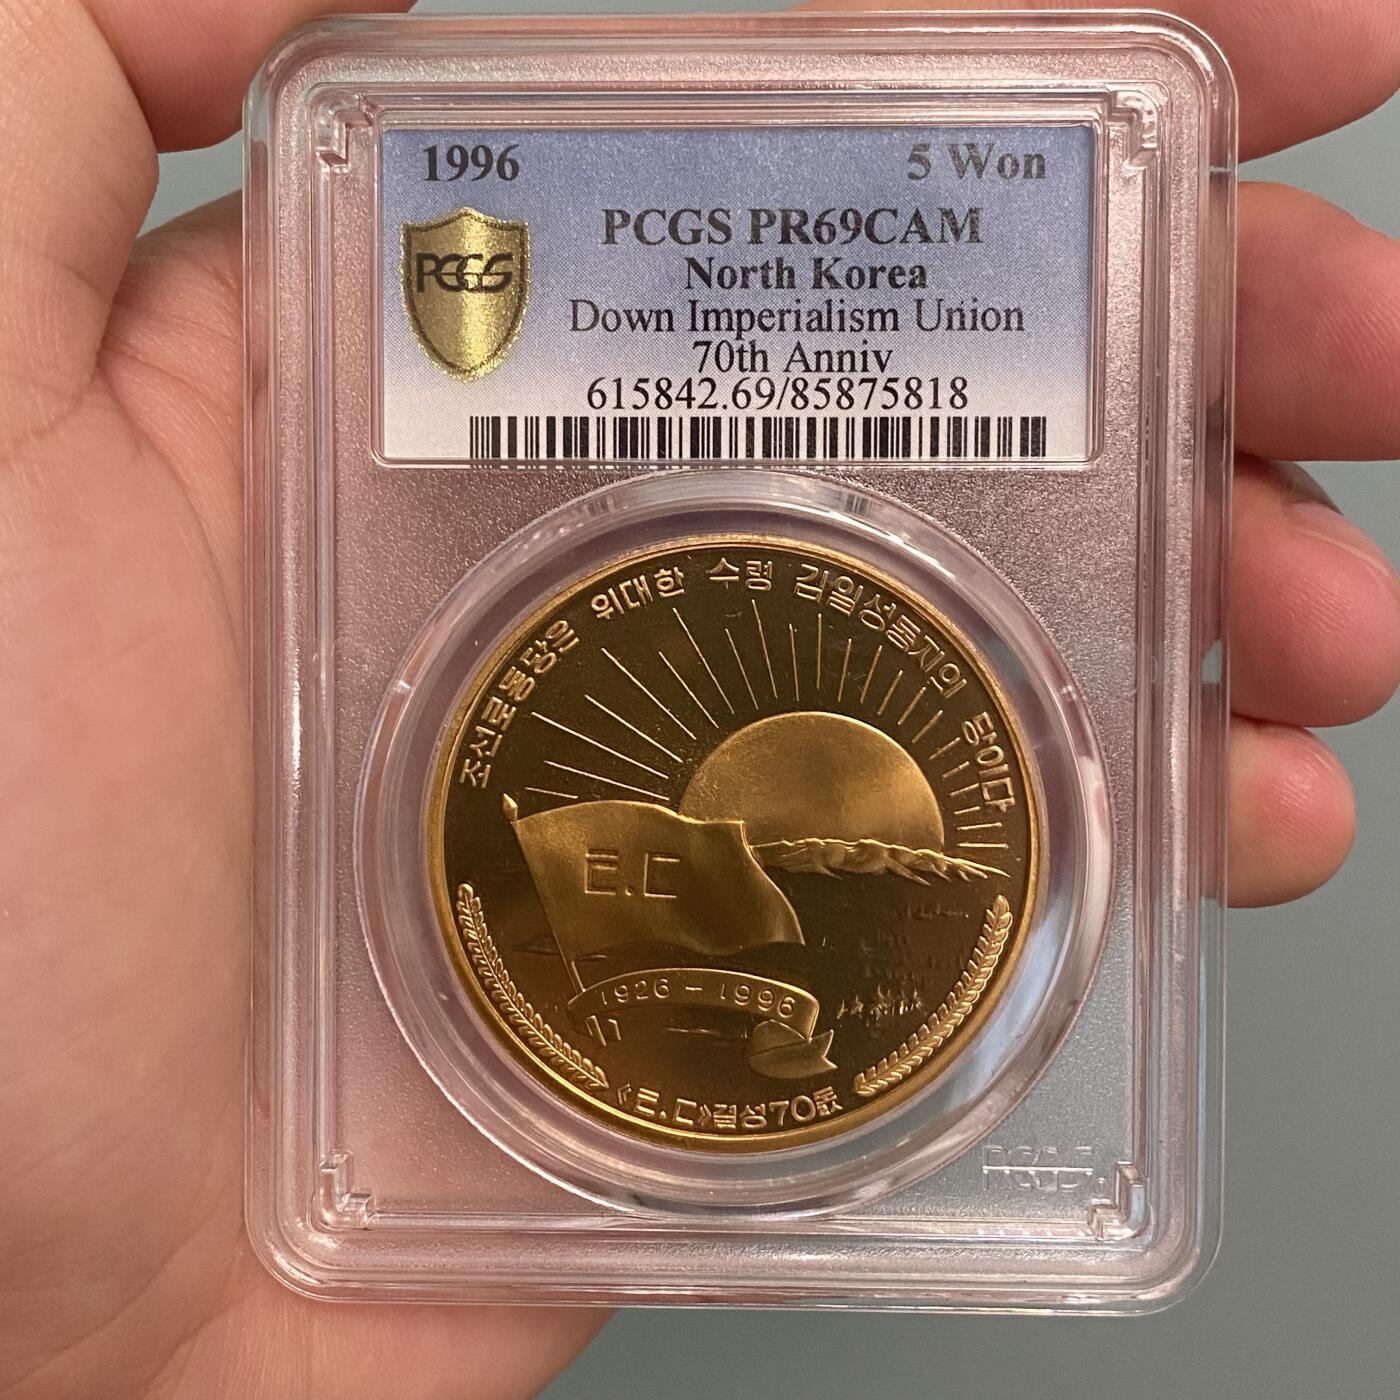 1996 5 Won
PCGS PR69CAM
North Korea
Down Imperialism Union
70th Anniv
615842.69/85875818
PCGS
조선로동당은 위대한 수령 김일성동지의 당이다
ㅌ.ㄷ
1926 - 1996
《ㅌ.ㄷ》결성70돐
PCGS